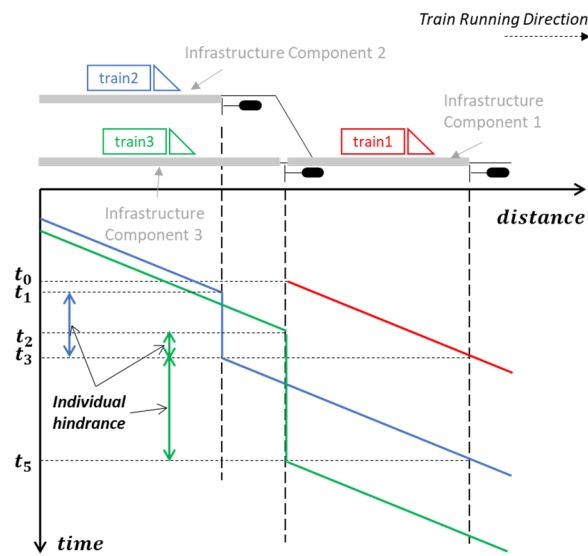 Train Running Direction
Infrastructure Component 2
train2
Infrastructure
Component 1
train3
train1
Infrastructure
Component 3
distance
t0
t1
t2
t3
Individual
hindrance
t5
time